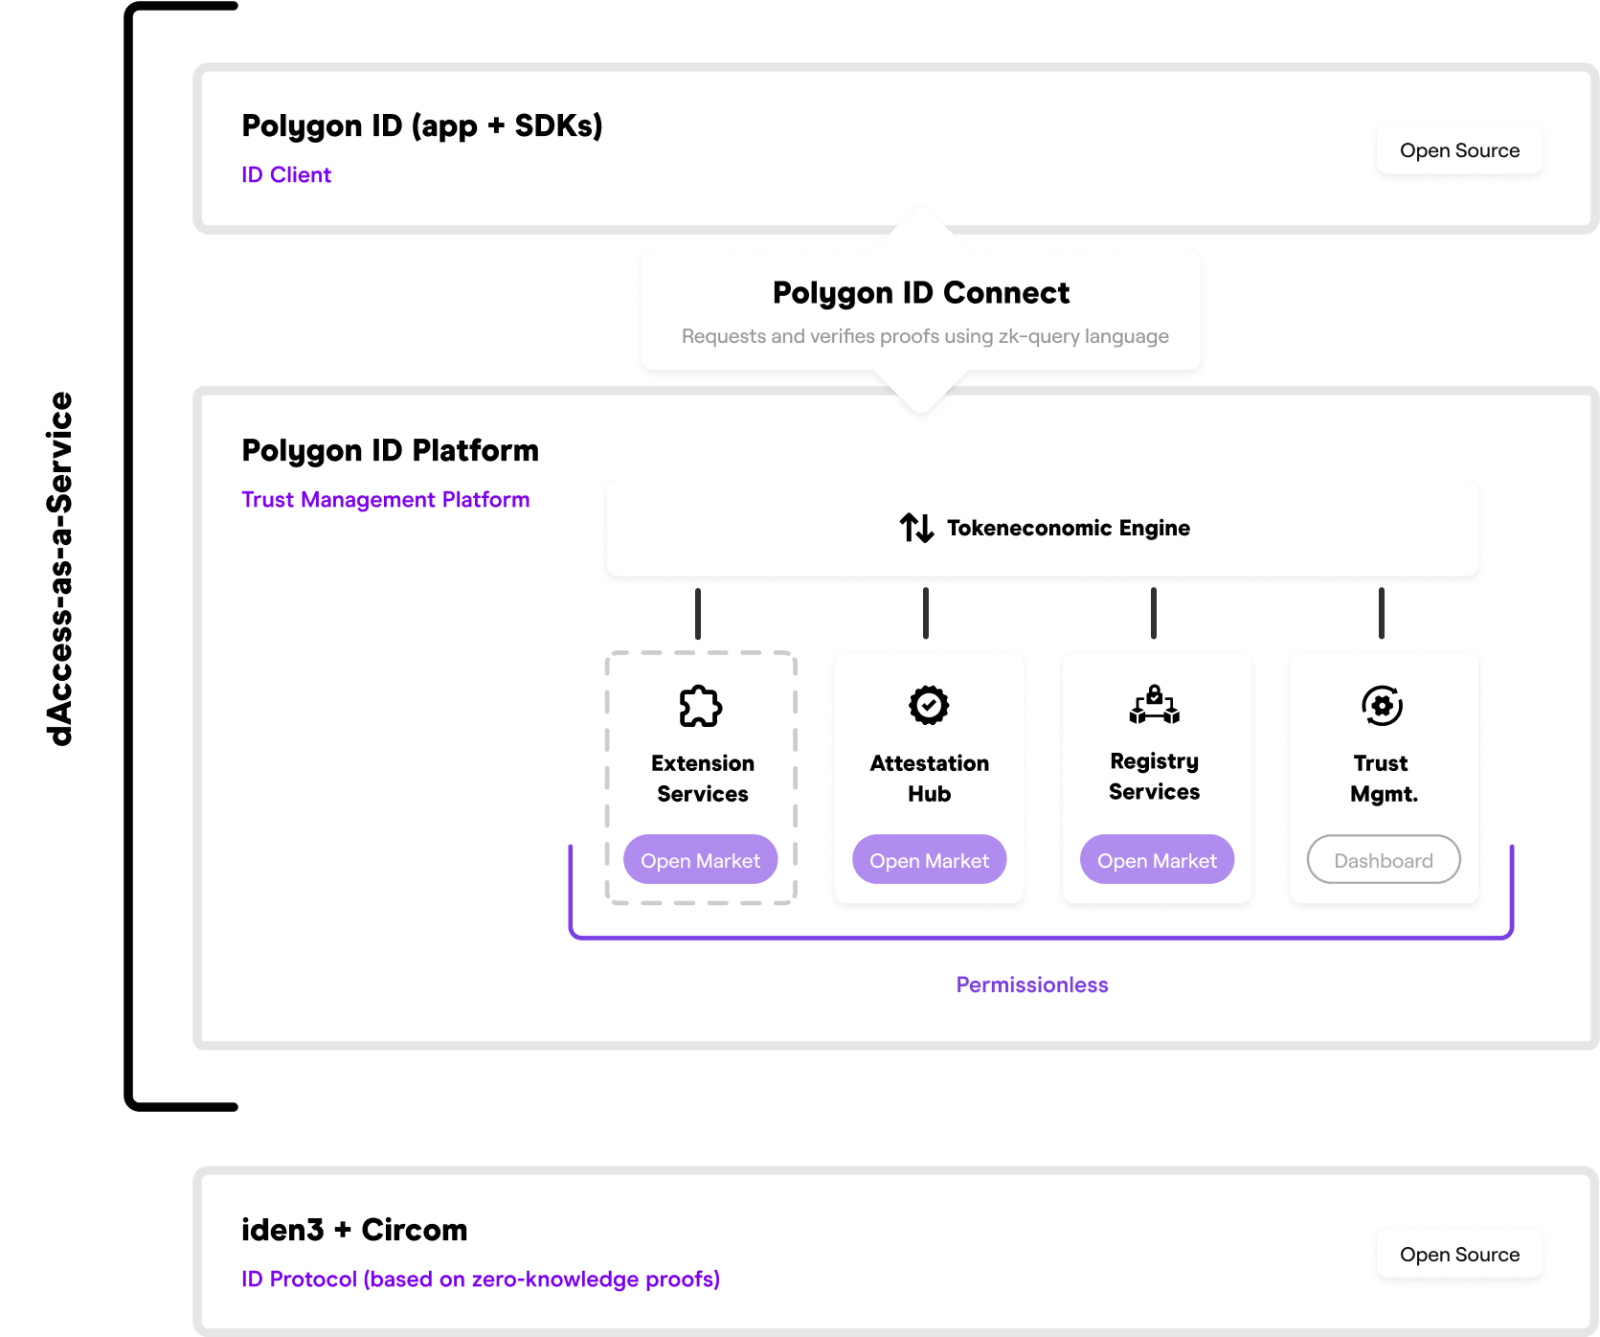 dAccess-as-a-Service
Polygon ID (app + SDKs)
ID Client
Open Source
Polygon ID Connect
Requests and verifies proofs using zk-query language
Polygon ID Platform
Trust Management Platform
Tokeneconomic Engine
Extension
Services
Open Market
Attestation
Hub
Open Market
Registry
Services
Open Market
Trust
Mgmt.
Dashboard
Permissionless
iden3 + Circom
ID Protocol (based on zero-knowledge proofs)
Open Source